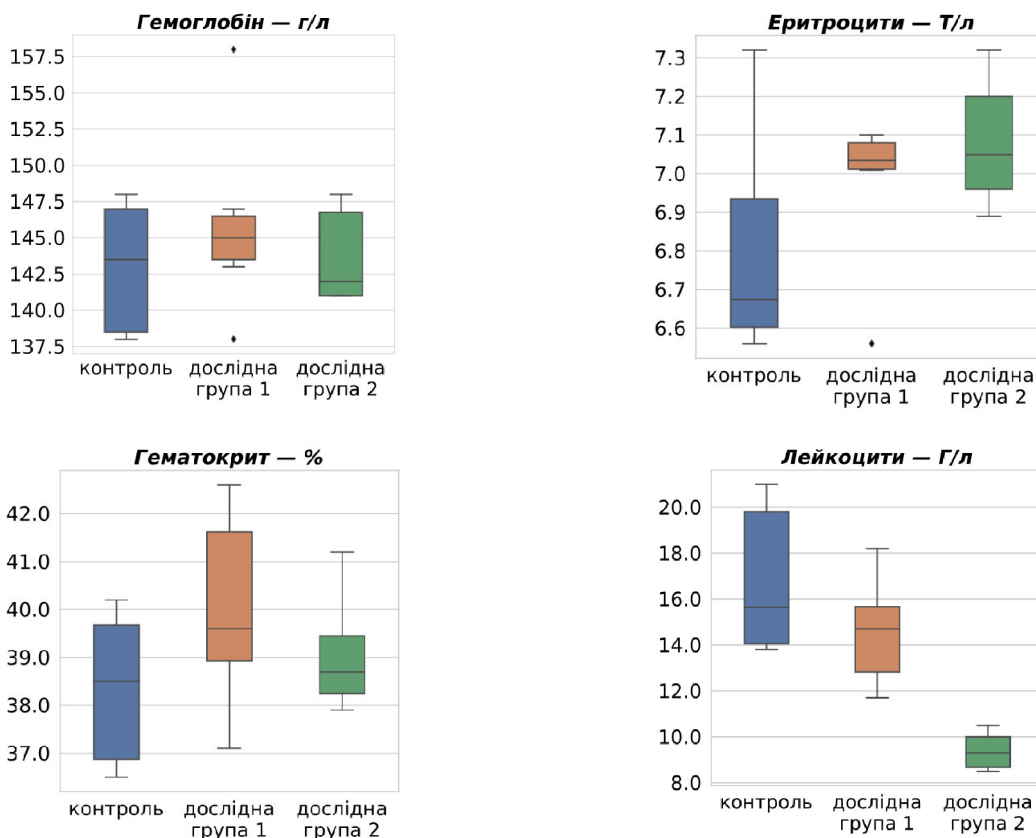 Гемоглобін — г/л
157.5
155.0
152.5
150.0
147.5
145.0
142.5
140.0
137.5
контроль дослідна дослідна
група 1 група 2
Еритроцити — Т/л
7.3
7.2
7.1
7.0
6.9
6.8
6.7
6.6
контроль дослідна дослідна
група 1 група 2
Гематокрит — %
42.0
41.0
40.0
39.0
38.0
37.0
контроль дослідна дослідна
група 1 група 2
Лейкоцити — Г/л
20.0
18.0
16.0
14.0
12.0
10.0
8.0
контроль дослідна дослідна
група 1 група 2